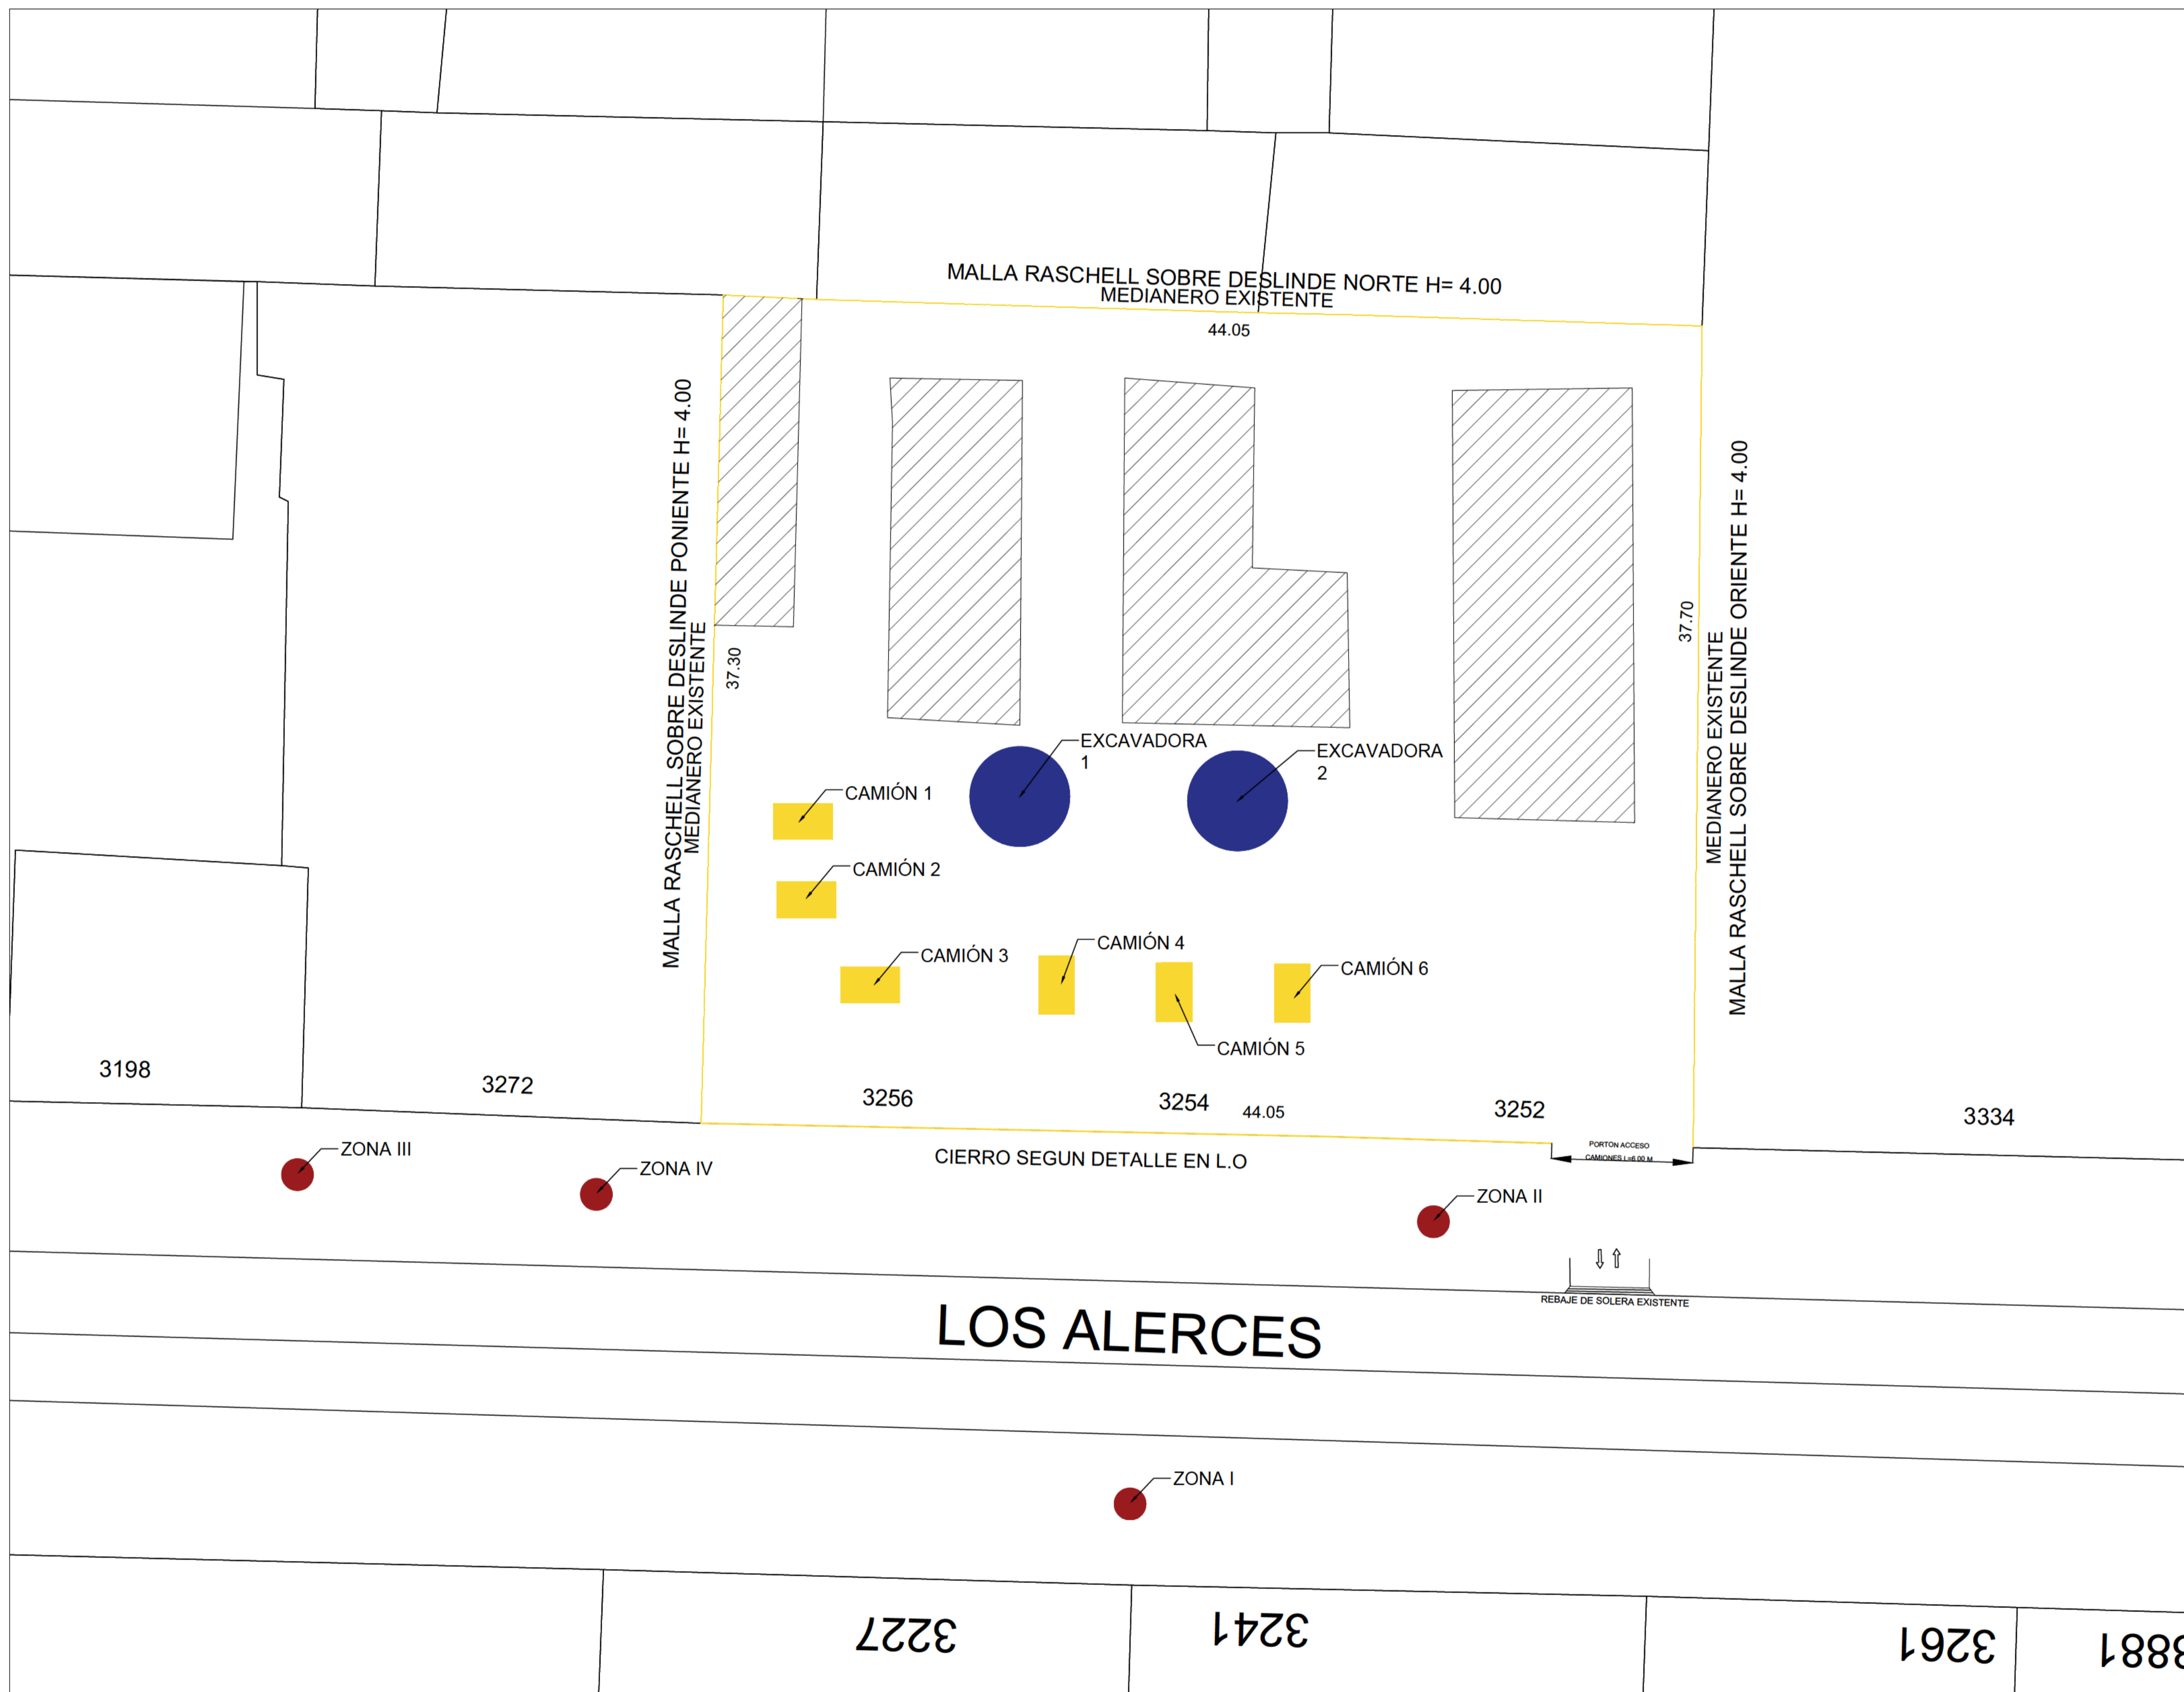 MALLA RASCHELL SOBRE DESLINDE NORTE H= 4.00
MEDIANERO EXISTENTE
44.05
MALLA RASCHELL SOBRE DESLINDE PONIENTE H= 4.00
MEDIANERO EXISTENTE
37.30
37.70
MEDIANERO EXISTENTE
MALLA RASCHELL SOBRE DESLINDE ORIENTE H= 4.00
EXCAVADORA
1
EXCAVADORA
2
CAMIÓN 1
CAMIÓN 2
CAMIÓN 3
CAMIÓN 4
CAMIÓN 6
CAMIÓN 5
3198
3272
3256
3254
44.05
3252
3334
PORTON ACCESO
CAMIONES L=6.00 M
CIERRO SEGUN DETALLE EN L.O
ZONA III
ZONA IV
ZONA II
REBAJE DE SOLERA EXISTENTE
LOS ALERCES
ZONA I
3227
3241
3261